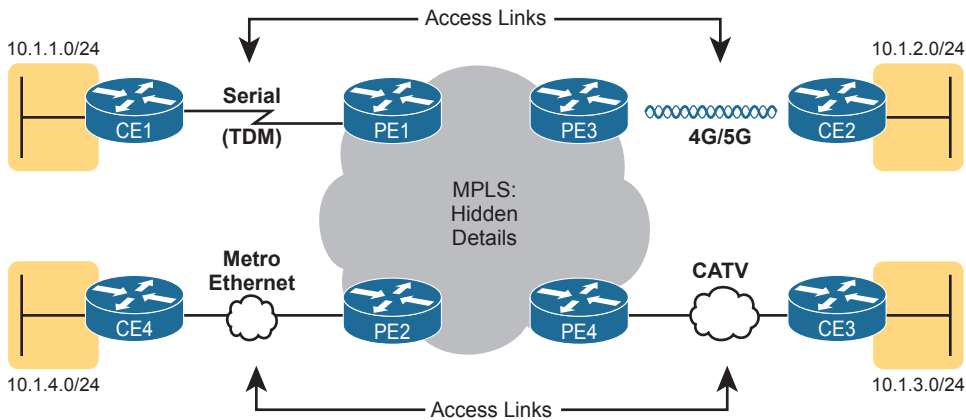 Access Links
10.1.1.0/24
10.1.2.0/24
CE1
Serial
(TDM)
PE1
PE3
4G/5G
CE2
MPLS:
Hidden
Details
Metro
Ethernet
CATV
CE4
PE2
PE4
CE3
10.1.4.0/24
10.1.3.0/24
Access Links